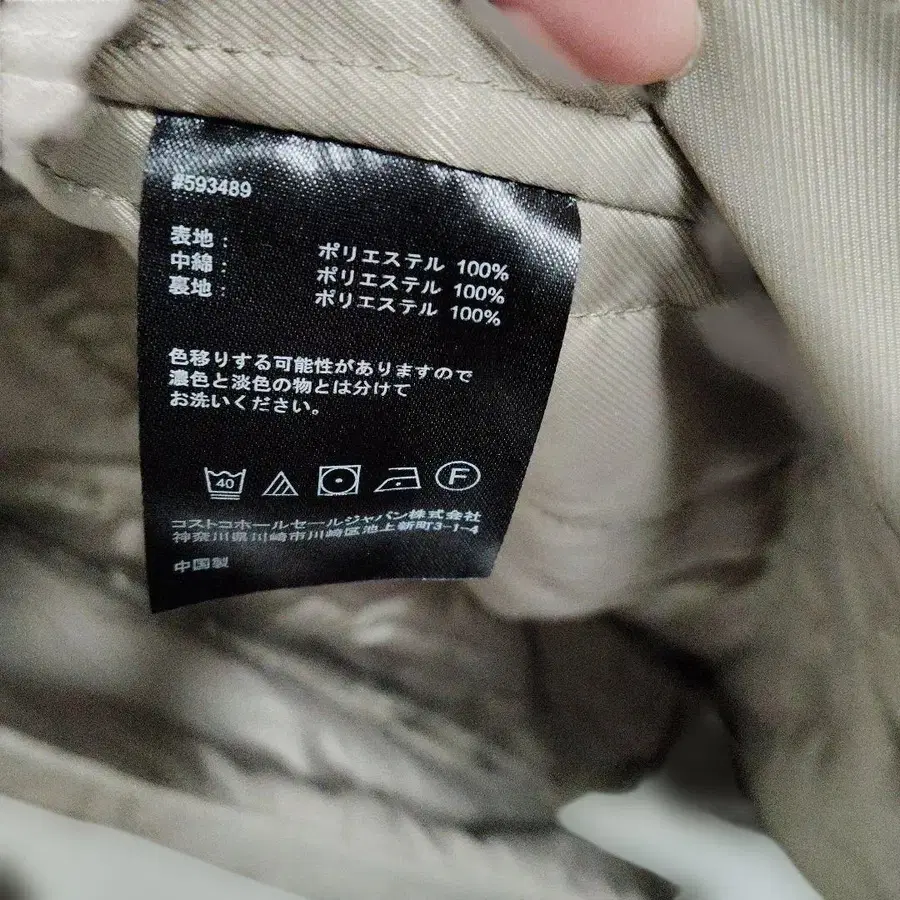 #593489
表地： ポリエステル 100%
中綿： ポリエステル 100%
裏地： ポリエステル 100%
色移りする可能性がありますので
濃色と淡色の物とは分けて
お洗いください。
40 F
コストコホールセールジャパン株式会社
神奈川県川崎市川崎区池上新町3-1-4
中国製